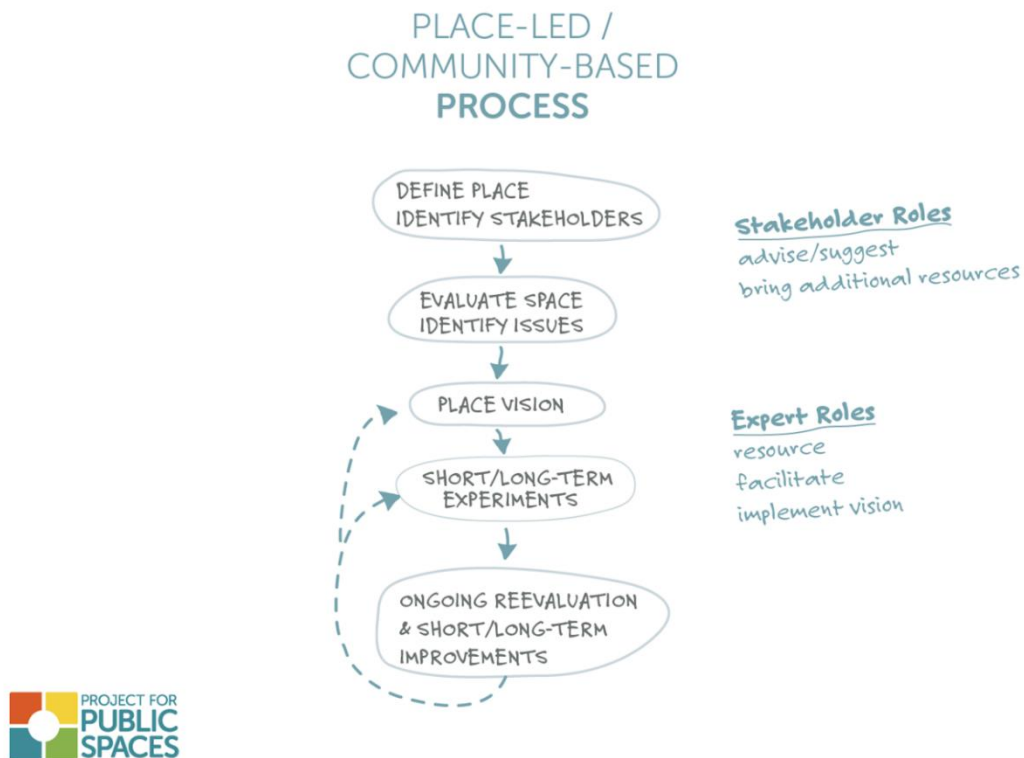 PLACE-LED /
COMMUNITY-BASED
PROCESS
DEFINE PLACE
IDENTIFY STAKEHOLDERS
EVALUATE SPACE
IDENTIFY ISSUES
PLACE VISION
SHORT/LONG-TERM
EXPERIMENTS
ONGOING REEVALUATION
& SHORT/LONG-TERM
IMPROVEMENTS
Stakeholder Roles
advise/suggest
bring additional resources
Expert Roles
resource
facilitate
implement vision
PROJECT FOR
PUBLIC
SPACES